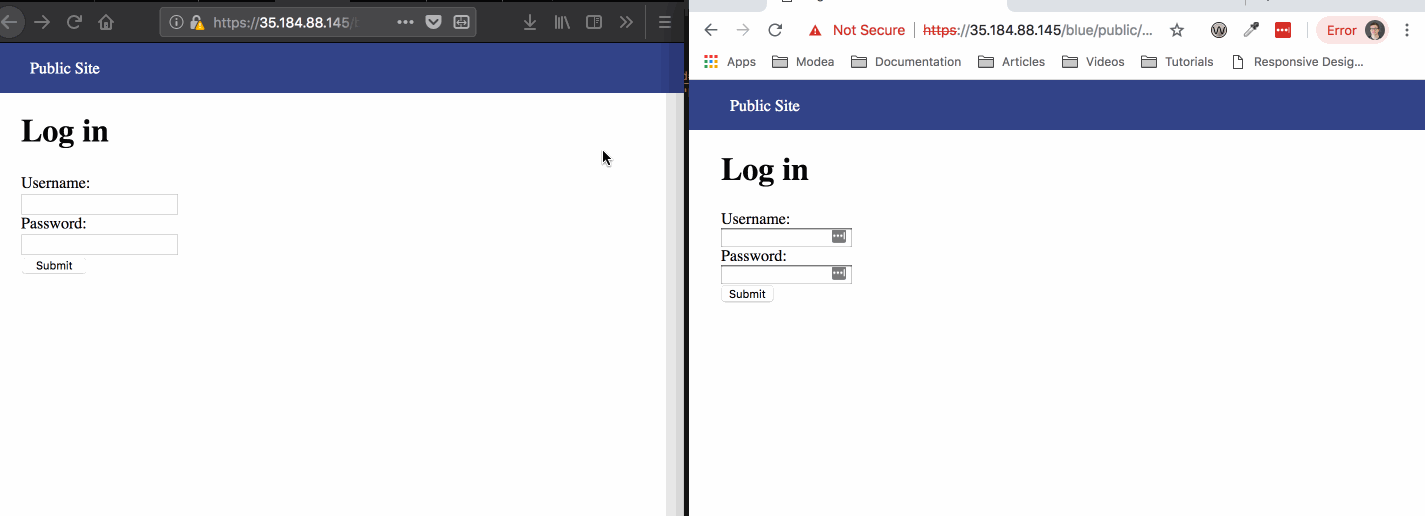 https://35.184.88.145/
Public Site
Log in
Username:
Password:
Submit
Not Secure
https://35.184.88.145/blue/public/...
Error
Apps
Modea
Documentation
Articles
Videos
Tutorials
Responsive Desig...
Public Site
Log in
Username:
Password:
Submit